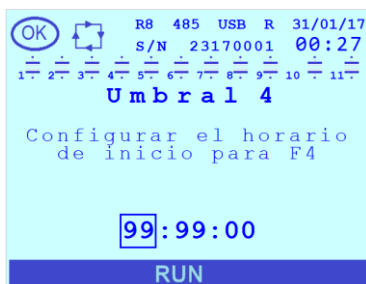 OK R8 485 USB R 31/01/17
S/N 23170001 00:27
1 2 3 4 5 6 7 8 9 10 11
Umbral 4
Configurar el horario
de inicio para F4
99:99:00
RUN